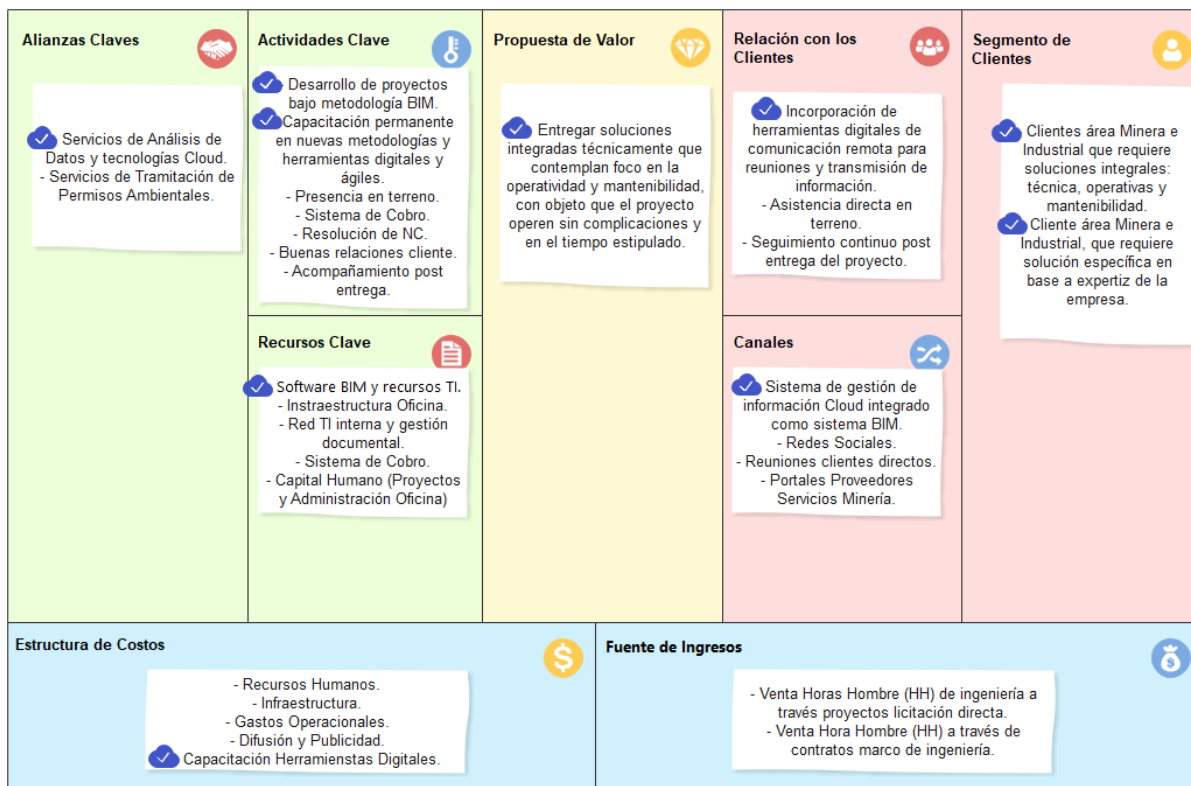 Alianzas Claves
Servicios de Análisis de
Datos y tecnologías Cloud.
- Servicios de Tramitación de
Permisos Ambientales.
Actividades Clave
Desarrollo de proyectos
bajo metodología BIM.
Capacitación permanente
en nuevas metodologías y
herramientas digitales y
ágiles.
- Presencia en terreno.
- Sistema de Cobro.
- Resolución de NC.
- Buenas relaciones cliente.
- Acompañamiento post
entrega.
Recursos Clave
Software BIM y recursos TI.
- Instraestructura Oficina.
- Red TI interna y gestión
documental.
- Sistema de Cobro.
- Capital Humano (Proyectos
y Administración Oficina)
Propuesta de Valor
Entregar soluciones
integradas técnicamente que
contemplan foco en la
operatividad y mantenibilidad,
con objeto que el proyecto
operen sin complicaciones y
en el tiempo estipulado.
Relación con los
Clientes
Incorporación de
herramientas digitales de
comunicación remota para
reuniones y transmisión de
información.
- Asistencia directa en
terreno.
- Seguimiento continuo post
entrega del proyecto.
Canales
Sistema de gestión de
información Cloud integrado
como sistema BIM.
- Redes Sociales.
- Reuniones clientes directos.
- Portales Proveedores
Servicios Minería.
Segmento de
Clientes
Clientes área Minera e
Industrial que requiere
soluciones integrales:
técnica, operativas y
mantenibilidad.
Cliente área Minera e
Industrial, que requiere
solución específica en
base a expertiz de la
empresa.
Estructura de Costos
- Recursos Humanos.
- Infraestructura.
- Gastos Operacionales.
- Difusión y Publicidad.
Capacitación Herramienstas Digitales.
Fuente de Ingresos
- Venta Horas Hombre (HH) de ingeniería a
través proyectos licitación directa.
- Venta Hora Hombre (HH) a través de
contratos marco de ingeniería.